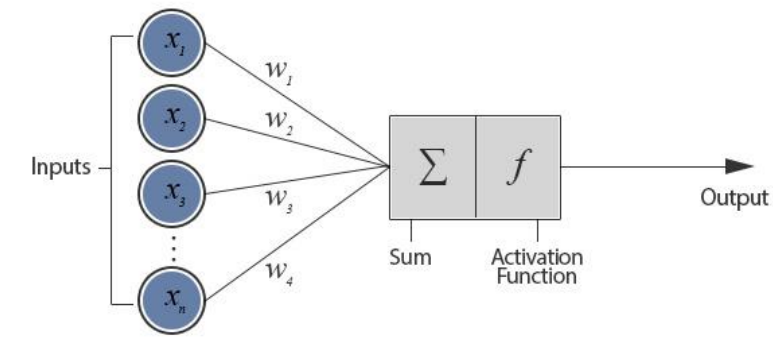 x₁
w₁
x₂
w₂
Inputs
x₃
w₃
xₙ
w₄
∑ f
Sum
Activation
Function
Output